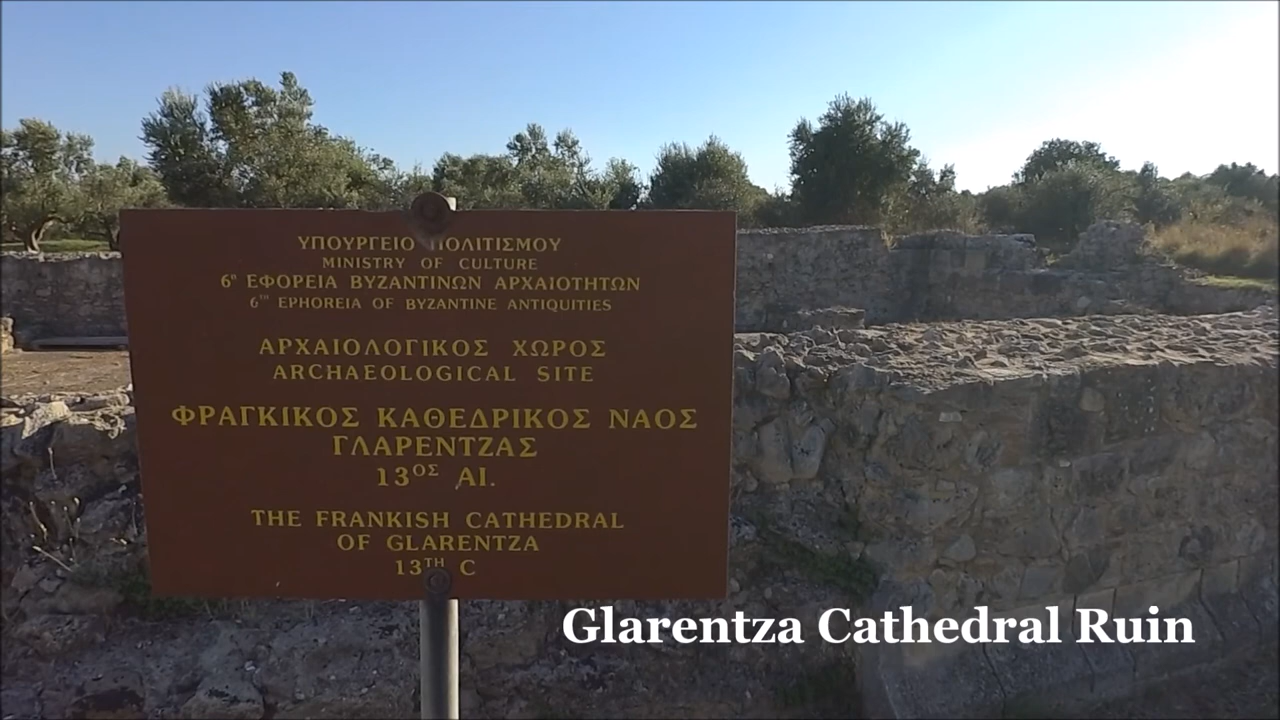 ΥΠΟΥΡΓΕΙΟ ΠΟΛΙΤΙΣΜΟΥ
MINISTRY OF CULTURE
6η ΕΦΟΡΕΙΑ ΒΥΖΑΝΤΙΝΩΝ ΑΡΧΑΙΟΤΗΤΩΝ
6TH EPHOREIA OF BYZANTINE ANTIQUITIES
ΑΡΧΑΙΟΛΟΓΙΚΟΣ ΧΩΡΟΣ
ARCHAEOLOGICAL SITE
ΦΡΑΓΚΙΚΟΣ ΚΑΘΕΔΡΙΚΟΣ ΝΑΟΣ
ΓΛΑΡΕΝΤΖΑΣ
13ΟΣ ΑΙ.
THE FRANKISH CATHEDRAL
OF GLARENTZA
13TH C
Glarentza Cathedral Ruin